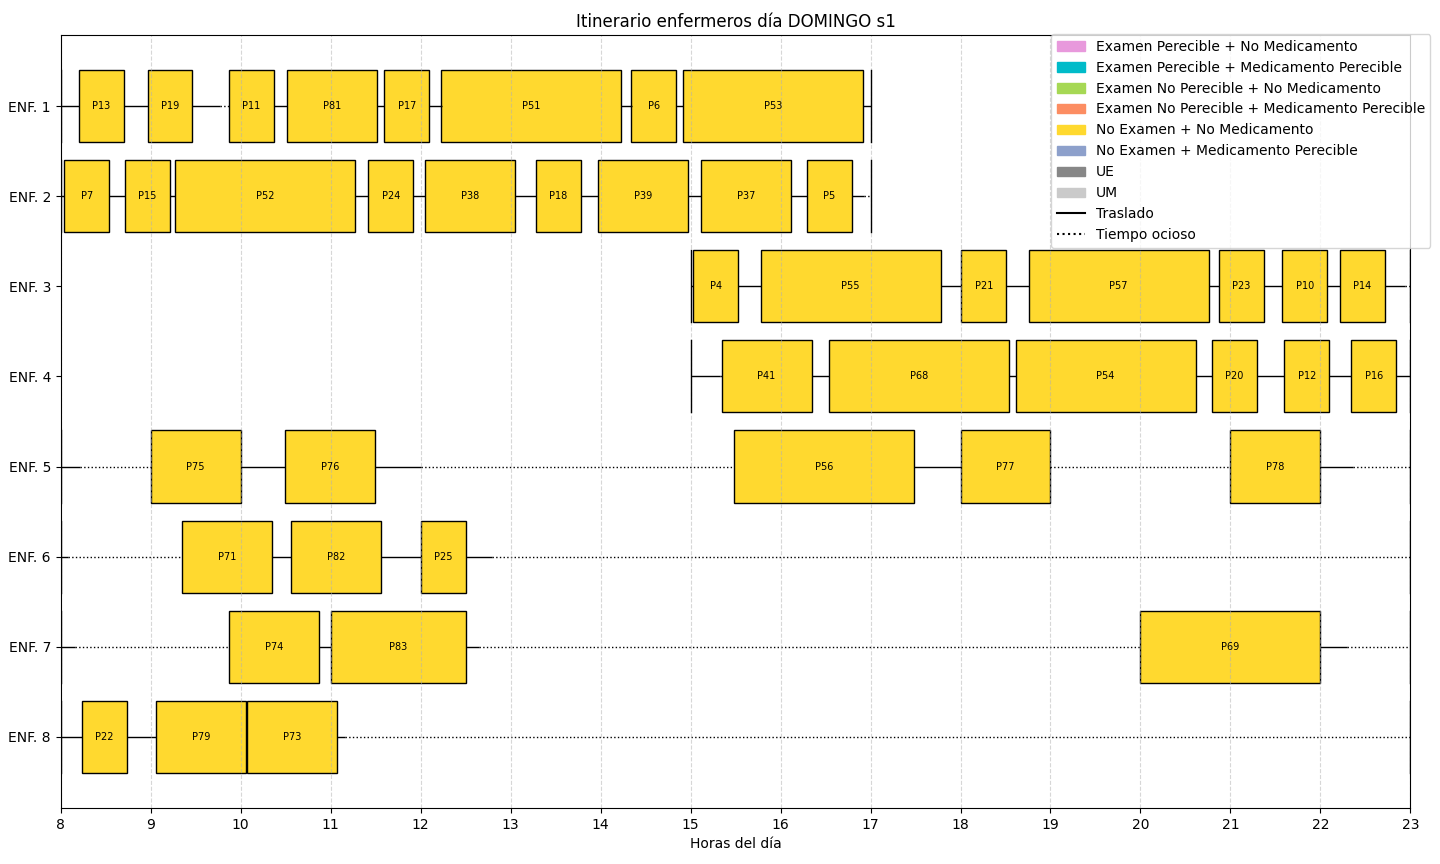 Itinerario enfermeros día DOMINGO s1
Examen Perecible + No Medicamento
Examen Perecible + Medicamento Perecible
Examen No Perecible + No Medicamento
Examen No Perecible + Medicamento Perecible
No Examen + No Medicamento
No Examen + Medicamento Perecible
UE
UM
Traslado
Tiempo ocioso
ENF. 1 P13 P19 P11 P81 P17 P51 P6 P53
ENF. 2 P7 P15 P52 P24 P38 P18 P39 P37 P5
ENF. 3 P4 P55 P21 P57 P23 P10 P14
ENF. 4 P41 P68 P54 P20 P12 P16
ENF. 5 P75 P76 P56 P77 P78
ENF. 6 P71 P82 P25
ENF. 7 P74 P83 P69
ENF. 8 P22 P79 P73
8 9 10 11 12 13 14 15 16 17 18 19 20 21 22 23
Horas del día